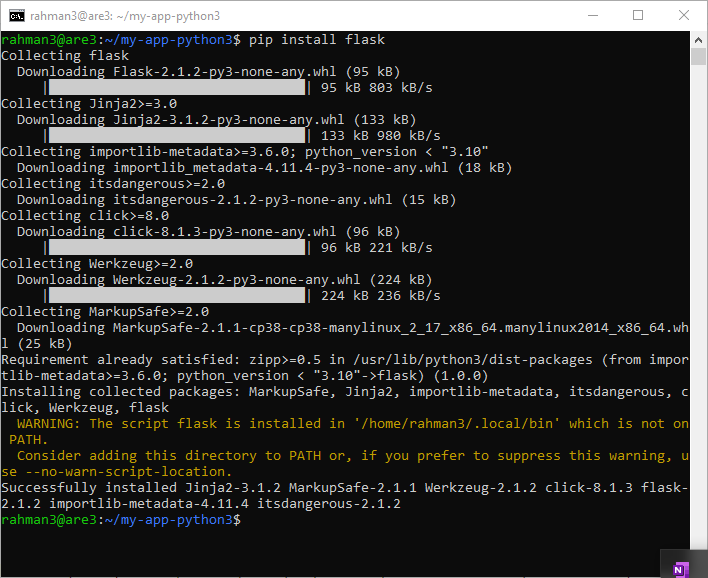 rahman3@are3: ~/my-app-python3
rahman3@are3:~/my-app-python3$ pip install flask
Collecting flask
  Downloading Flask-2.1.2-py3-none-any.whl (95 kB)
     |████████████████████████████████| 95 kB 803 kB/s
Collecting Jinja2>=3.0
  Downloading Jinja2-3.1.2-py3-none-any.whl (133 kB)
     |████████████████████████████████| 133 kB 980 kB/s
Collecting importlib-metadata>=3.6.0; python_version < "3.10"
  Downloading importlib_metadata-4.11.4-py3-none-any.whl (18 kB)
Collecting itsdangerous>=2.0
  Downloading itsdangerous-2.1.2-py3-none-any.whl (15 kB)
Collecting click>=8.0
  Downloading click-8.1.3-py3-none-any.whl (96 kB)
     |████████████████████████████████| 96 kB 221 kB/s
Collecting Werkzeug>=2.0
  Downloading Werkzeug-2.1.2-py3-none-any.whl (224 kB)
     |████████████████████████████████| 224 kB 236 kB/s
Collecting MarkupSafe>=2.0
  Downloading MarkupSafe-2.1.1-cp38-cp38-manylinux_2_17_x86_64.manylinux2014_x86_64.wh
l (25 kB)
Requirement already satisfied: zipp>=0.5 in /usr/lib/python3/dist-packages (from impor
tlib-metadata>=3.6.0; python_version < "3.10"->flask) (1.0.0)
Installing collected packages: MarkupSafe, Jinja2, importlib-metadata, itsdangerous, c
lick, Werkzeug, flask
  WARNING: The script flask is installed in '/home/rahman3/.local/bin' which is not on
 PATH.
  Consider adding this directory to PATH or, if you prefer to suppress this warning, u
se --no-warn-script-location.
Successfully installed Jinja2-3.1.2 MarkupSafe-2.1.1 Werkzeug-2.1.2 click-8.1.3 flask-
2.1.2 importlib-metadata-4.11.4 itsdangerous-2.1.2
rahman3@are3:~/my-app-python3$
N